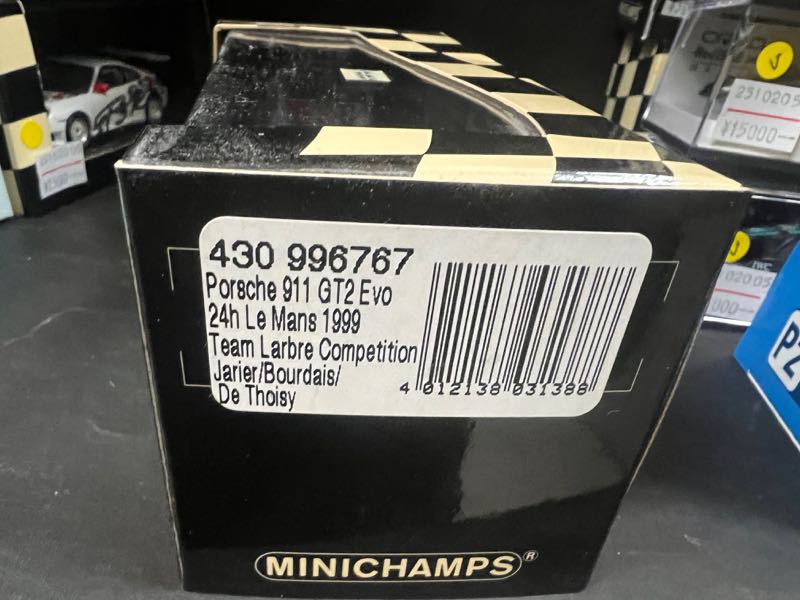 430 996767
Porsche 911 GT2 Evo
24h Le Mans 1999
Team Larbre Competition
Jarier/Bourdais/
De Thoisy
4 012138 031388
MINICHAMPS®
2310205
¥15000—